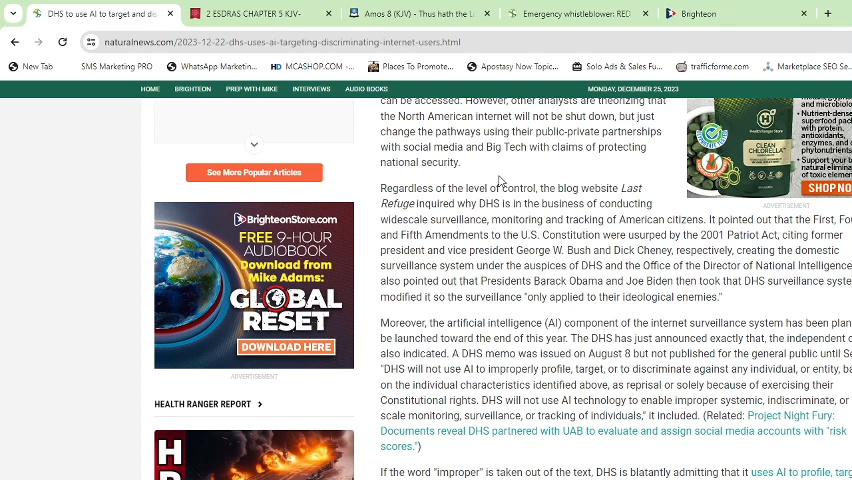 DHS to use AI to target and dis
2 ESDRAS CHAPTER 5 KJV-
Amos 8 (KJV) - Thus hath the L
Emergency whistleblower: RED
Brighteon
naturalnews.com/2023-12-22-dhs-uses-ai-targeting-discriminating-internet-users.html
New Tab
SMS Marketing PRO
WhatsApp Marketin...
HD MCASHOP.COM -...
Places To Promote...
Apostasy Now Topic...
Solo Ads & Sales Fu...
trafficforme.com
Marketplace SEO Se..
HOME
BRIGHTEON
PREP WITH MIKE
INTERVIEWS
AUDIO BOOKS
MONDAY, DECEMBER 25, 2023
See More Popular Articles
BrighteonStore.com
FREE 9-HOUR
AUDIOBOOK
Download from
Mike Adams:
GLOBAL
RESET
DOWNLOAD HERE
ADVERTISEMENT
HEALTH RANGER REPORT
H
can be accessed. However, other analysts are theorizing that
the North American internet will not be shut down, but just
change the pathways using their public-private partnerships
with social media and Big Tech with claims of protecting
national security.
Regardless of the level of control, the blog website Last
Refuge inquired why DHS is in the business of conducting
widescale surveillance, monitoring and tracking of American citizens. It pointed out that the First, Fou
and Fifth Amendments to the U.S. Constitution were usurped by the 2001 Patriot Act, citing former
president and vice president George W. Bush and Dick Cheney, respectively, creating the domestic
surveillance system under the auspices of DHS and the Office of the Director of National Intelligence
also pointed out that Presidents Barack Obama and Joe Biden then took that DHS surveillance syste
modified it so the surveillance "only applied to their ideological enemies."
Moreover, the artificial intelligence (AI) component of the internet surveillance system has been plan
be launched toward the end of this year. The DHS has just announced exactly that, the independent o
also indicated. A DHS memo was issued on August 8 but not published for the general public until Se
"DHS will not use AI to improperly profile, target, or to discriminate against any individual, or entity, ba
on the individual characteristics identified above, as reprisal or solely because of exercising their
Constitutional rights. DHS will not use AI technology to enable improper systemic, indiscriminate, or
scale monitoring, surveillance, or tracking of individuals," it included. (Related: Project Night Fury:
Documents reveal DHS partnered with UAB to evaluate and assign social media accounts with "risk
scores.")
If the word "improper" is taken out of the text, DHS is blatantly admitting that it uses AI to profile, targ
Health Ranger Store
CLEAN
CHLORELLA
and microbio
• Nutrient-dense
superfood pac
with protein,
antioxidants,
enzymes, and o
phytonutrients
• Support your b
natural elimina
of toxic elemen
SHOP NO
ADVERTISEMENT